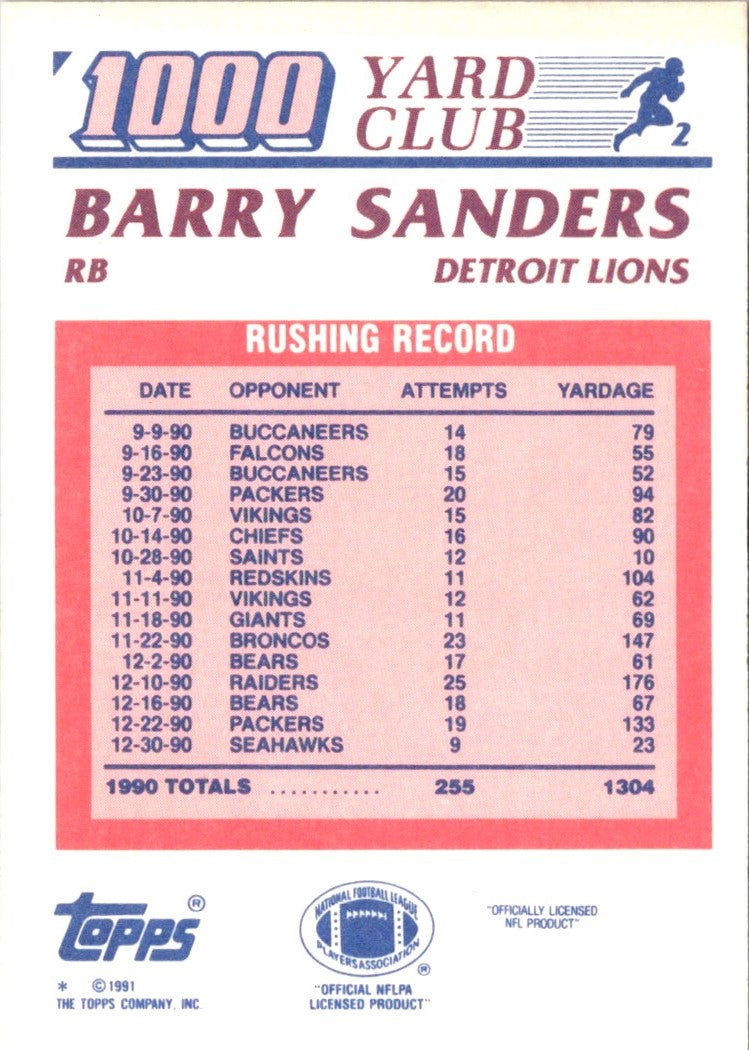 1000 YARD CLUB
2
BARRY SANDERS
RB DETROIT LIONS
RUSHING RECORD
DATE OPPONENT ATTEMPTS YARDAGE
9-9-90 BUCCANEERS 14 79
9-16-90 FALCONS 18 55
9-23-90 BUCCANEERS 15 52
9-30-90 PACKERS 20 94
10-7-90 VIKINGS 15 82
10-14-90 CHIEFS 16 90
10-28-90 SAINTS 12 10
11-4-90 REDSKINS 11 104
11-11-90 VIKINGS 12 62
11-18-90 GIANTS 11 69
11-22-90 BRONCOS 23 147
12-2-90 BEARS 17 61
12-10-90 RAIDERS 25 176
12-16-90 BEARS 18 67
12-22-90 PACKERS 19 133
12-30-90 SEAHAWKS 9 23
1990 TOTALS ........... 255 1304
Topps®
* ©1991
THE TOPPS COMPANY, INC.
NATIONAL FOOTBALL LEAGUE
PLAYERS ASSOCIATION ®
"OFFICIAL NFLPA
LICENSED PRODUCT"
"OFFICIALLY LICENSED
NFL PRODUCT"